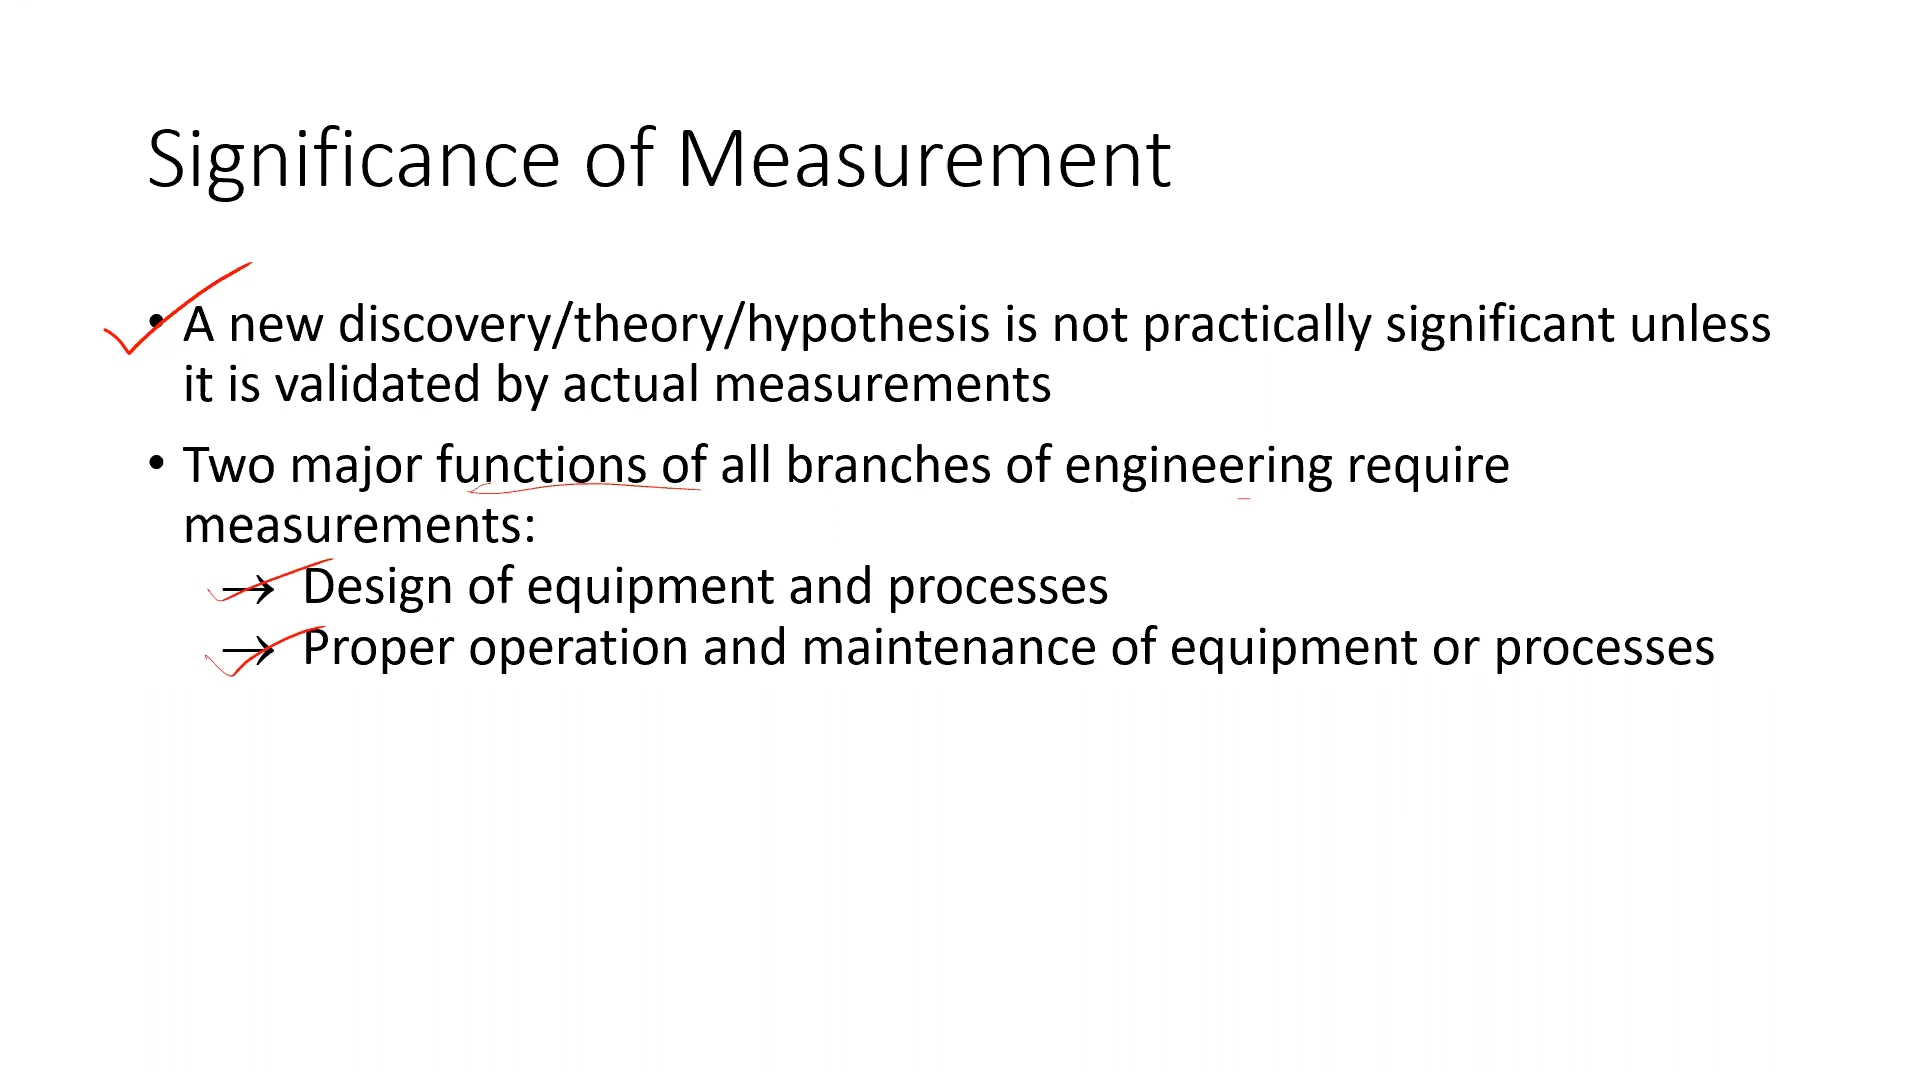 Significance of Measurement
• A new discovery/theory/hypothesis is not practically significant unless
it is validated by actual measurements
• Two major functions of all branches of engineering require
measurements:
→ Design of equipment and processes
→ Proper operation and maintenance of equipment or processes